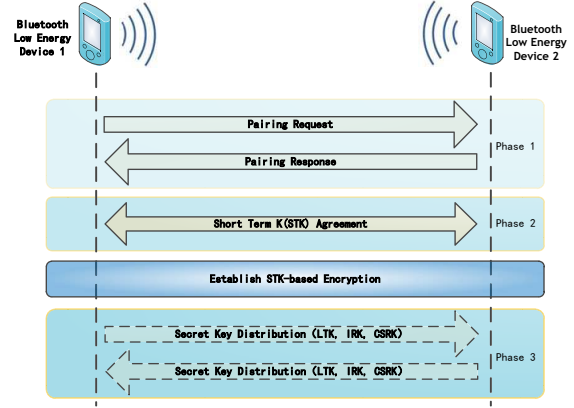 Bluetooth
Low Energy
Device 1
Bluetooth
Low Energy
Device 2
Pairing Request
Pairing Response
Phase 1
Short Term K(STK) Agreement
Phase 2
Establish STK-based Encryption
Secret Key Distribution (LTK, IRK, CSRK)
Secret Key Distribution (LTK, IRK, CSRK)
Phase 3